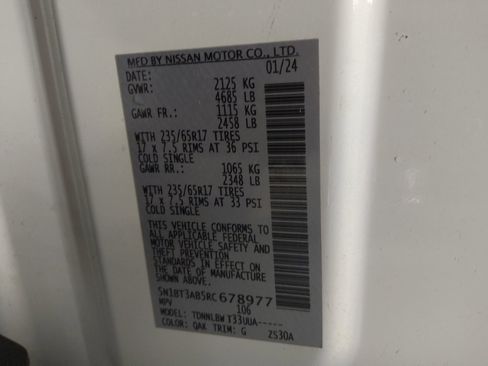 MFD BY NISSAN MOTOR CO., LTD.
DATE: 01/24
GVWR: 2125 KG
4685 LB
GAWR FR.: 1115 KG
2458 LB
WITH 235/65R17 TIRES
17 x 7.5 RIMS AT 36 PSI
COLD SINGLE
GAWR RR.: 1065 KG
2348 LB
WITH 235/65R17 TIRES
17 x 7.5 RIMS AT 33 PSI
COLD SINGLE
THIS VEHICLE CONFORMS TO
ALL APPLICABLE FEDERAL
MOTOR VEHICLE SAFETY AND
THEFT PREVENTION
STANDARDS IN EFFECT ON
THE DATE OF MANUFACTURE
SHOWN ABOVE.
5N1BT3AB5RC678977
MPV 106
MODEL: TDNNLBW T33UUA-----
COLOR: QAK TRIM: G ZS30A